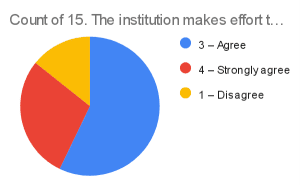 Count of 15. The institution makes effort t...
3 – Agree
4 – Strongly agree
1 – Disagree